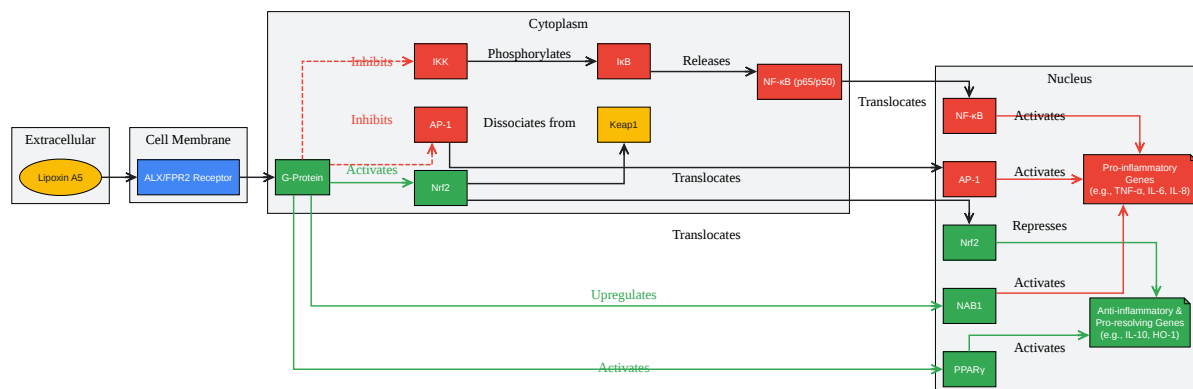 Cytoplasm
Inhibits
IKK
Phosphorylates
IκB
Releases
NF-κB (p65/p50)
Translocates
Nucleus
NF-κB
Activates
Inhibits
AP-1
Dissociates from
Keap1
Extracellular
Lipoxin A5
Cell Membrane
ALX/FPR2 Receptor
G-Protein
Activates
Nrf2
Translocates
AP-1
Activates
Pro-inflammatory
Genes
(e.g., TNF-α, IL-6, IL-8)
Translocates
Nrf2
Represses
Upregulates
NAB1
Activates
Anti-inflammatory &
Pro-resolving Genes
(e.g., IL-10, HO-1)
Activates
PPARγ
Activates